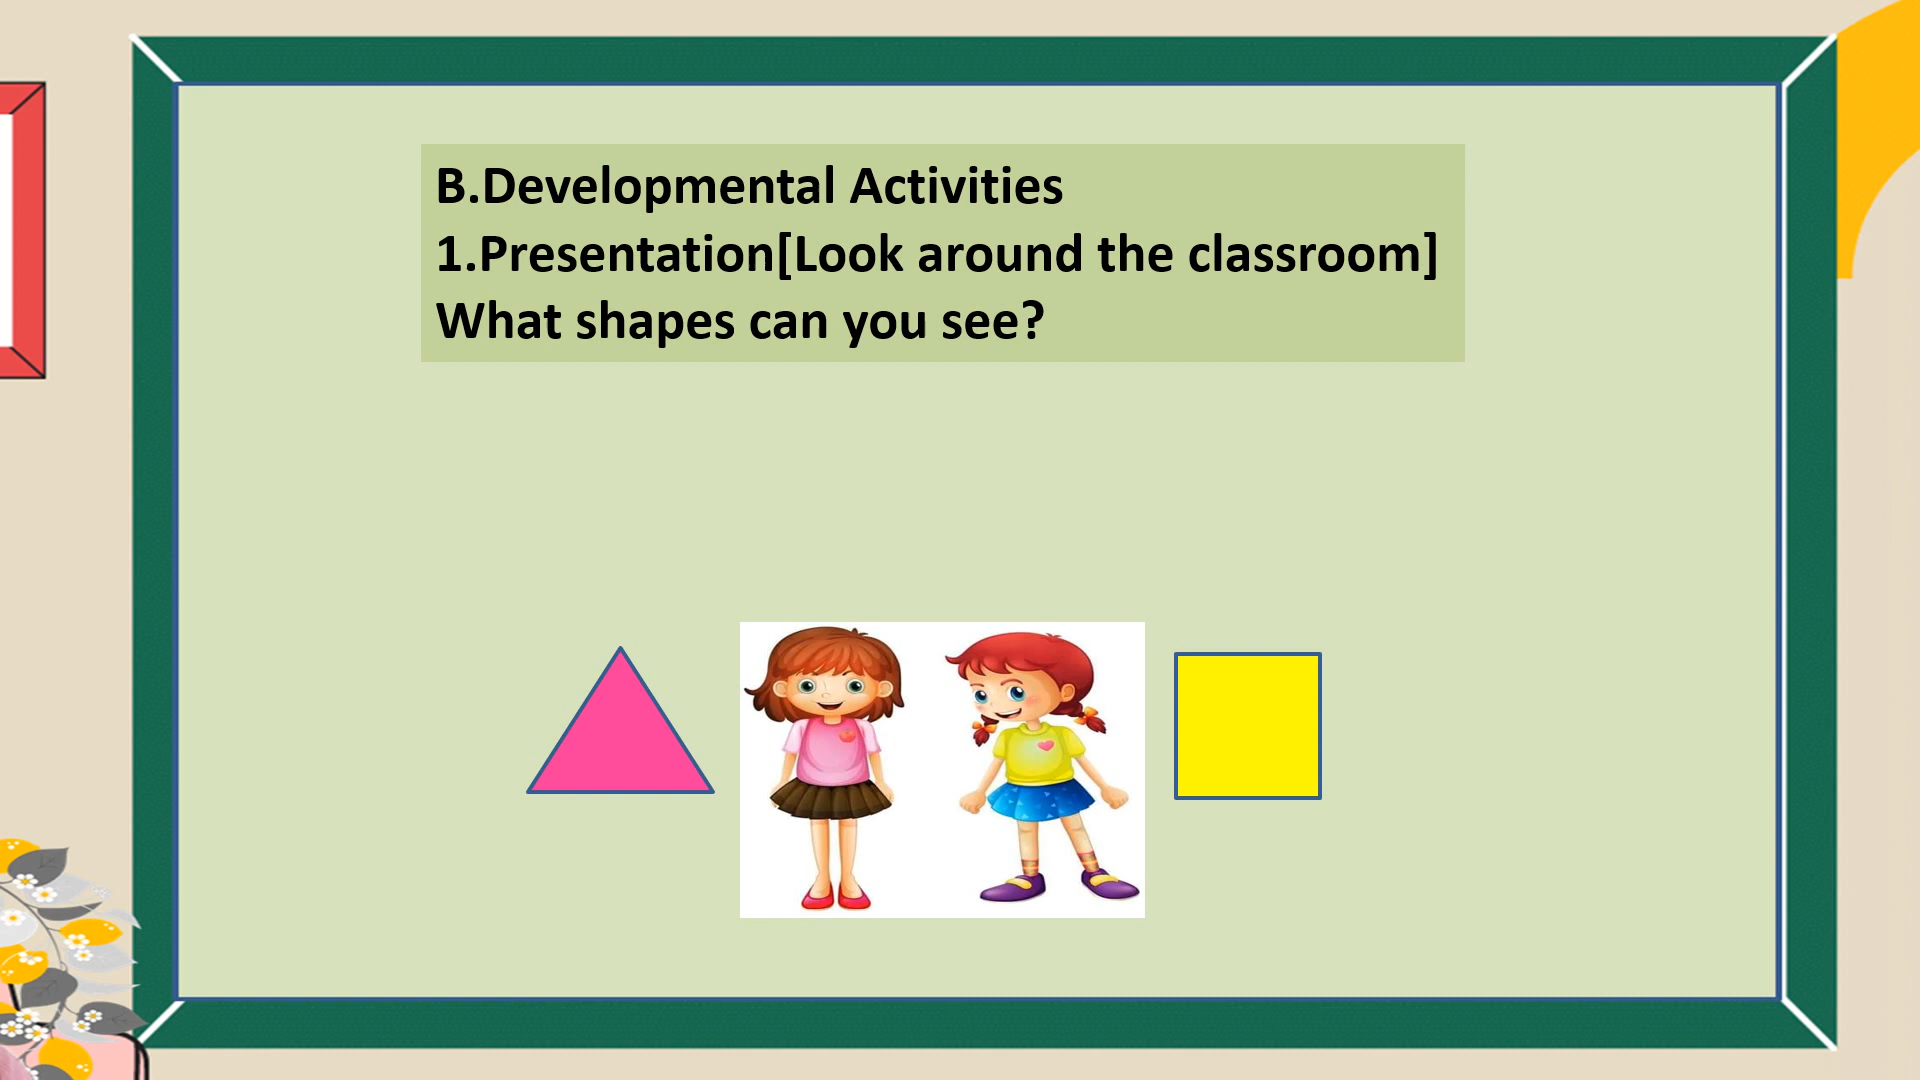 B.Developmental Activities
1.Presentation[Look around the classroom]
What shapes can you see?